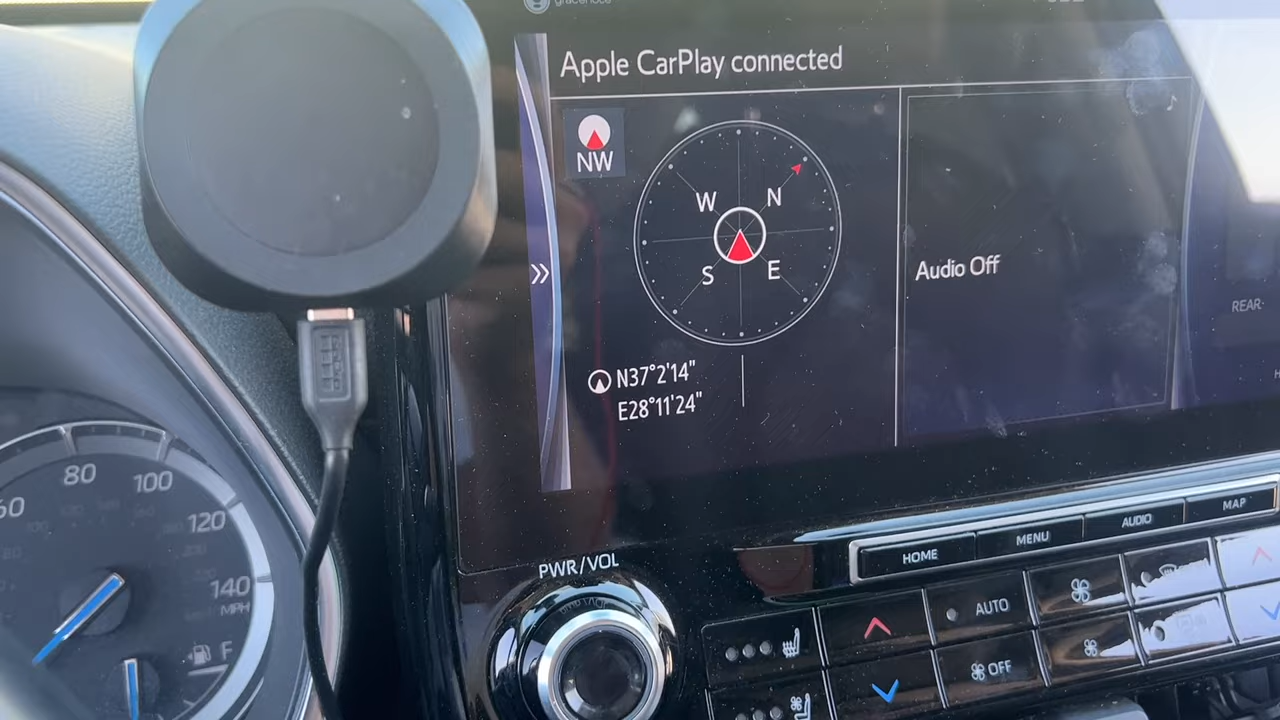 gracenote
Apple CarPlay connected
NW
W
N
S
E
N37°2'14"
E28°11'24"
Audio Off
REAR
PWR/VOL
HOME
MENU
AUDIO
MAP
AUTO
OFF
60
80
100
120
140
MPH
F